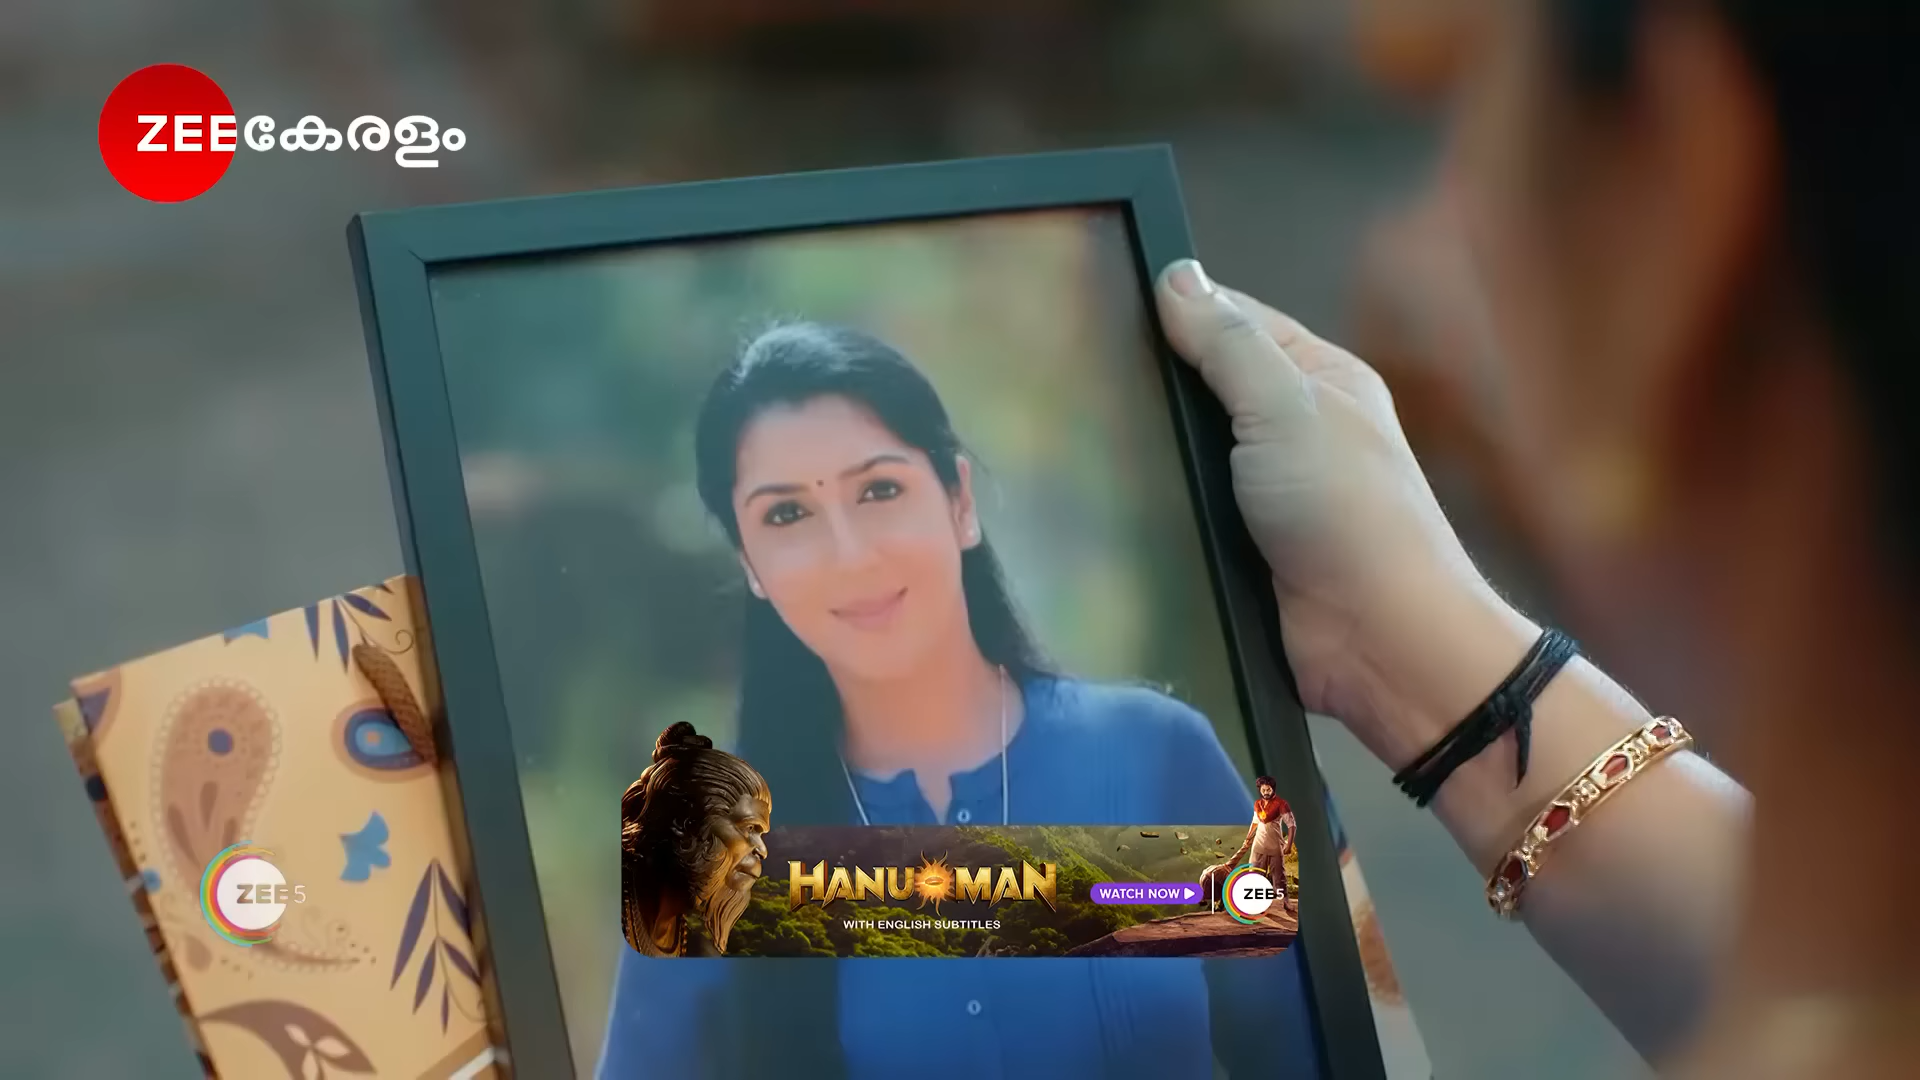 ZEEകേരളം
HANUMAN
WITH ENGLISH SUBTITLES
WATCH NOW
ZEE5
ZEE5